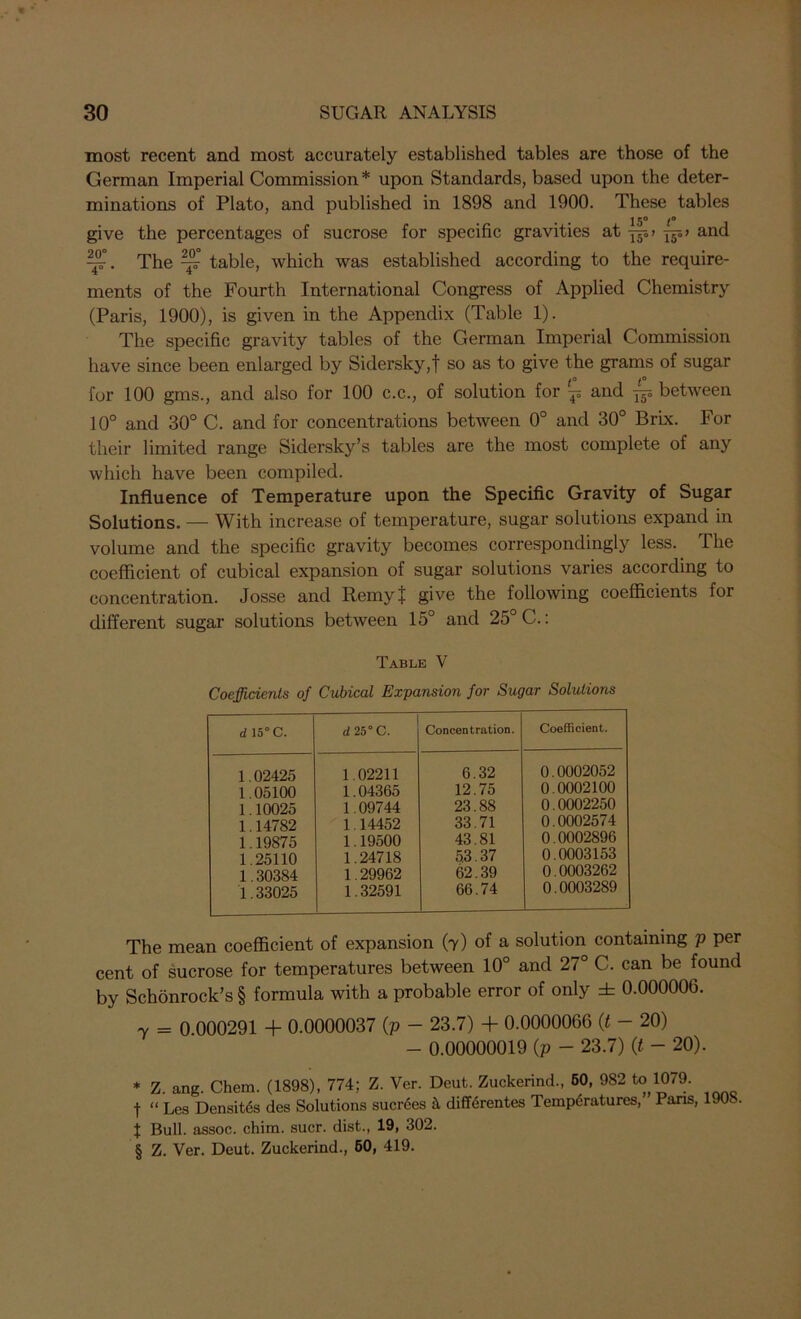 30 SUGAR ANALYSIS
most recent and most accurately established tables are those of the
German Imperial Commission* upon Standards, based upon the deter-
minations of Plato, and published in 1898 and 1900. These tables
give the percentages of sucrose for specific gravities at 15°/15°, t°/15°, and
20°/4°. The 20°/4° table, which was established according to the require-
ments of the Fourth International Congress of Applied Chemistry
(Paris, 1900), is given in the Appendix (Table 1).
The specific gravity tables of the German Imperial Commission
have since been enlarged by Sidersky,† so as to give the grams of sugar
for 100 gms., and also for 100 c.c., of solution for t°/4° and t°/15° between
10° and 30° C. and for concentrations between 0° and 30° Brix. For
their limited range Sidersky's tables are the most complete of any
which have been compiled.
Influence of Temperature upon the Specific Gravity of Sugar
Solutions. — With increase of temperature, sugar solutions expand in
volume and the specific gravity becomes correspondingly less. The
coefficient of cubical expansion of sugar solutions varies according to
concentration. Josse and Remy‡ give the following coefficients for
different sugar solutions between 15° and 25° C.:
Table V
Coefficients of Cubical Expansion for Sugar Solutions
d 15° C. d 25° C. Concentration. Coefficient.
1.02425 1.02211 6.32 0.0002052
1.05100 1.04365 12.75 0.0002100
1.10025 1.09744 23.88 0.0002250
1.14782 1.14452 33.71 0.0002574
1.19875 1.19500 43.81 0.0002896
1.25110 1.24718 53.37 0.0003153
1.30384 1.29962 62.39 0.0003262
1.33025 1.32591 66.74 0.0003289
The mean coefficient of expansion (γ) of a solution containing p per
cent of sucrose for temperatures between 10° and 27° C. can be found
by Schönrock's § formula with a probable error of only ± 0.000006.
γ = 0.000291 + 0.0000037 (p − 23.7) + 0.0000066 (t − 20)
− 0.00000019 (p − 23.7) (t − 20).
* Z. ang. Chem. (1898), 774; Z. Ver. Deut. Zuckerind., 50, 982 to 1079.
† “ Les Densités des Solutions sucrées à différentes Températures,” Paris, 1908.
‡ Bull. assoc. chim. sucr. dist., 19, 302.
§ Z. Ver. Deut. Zuckerind., 50, 419.